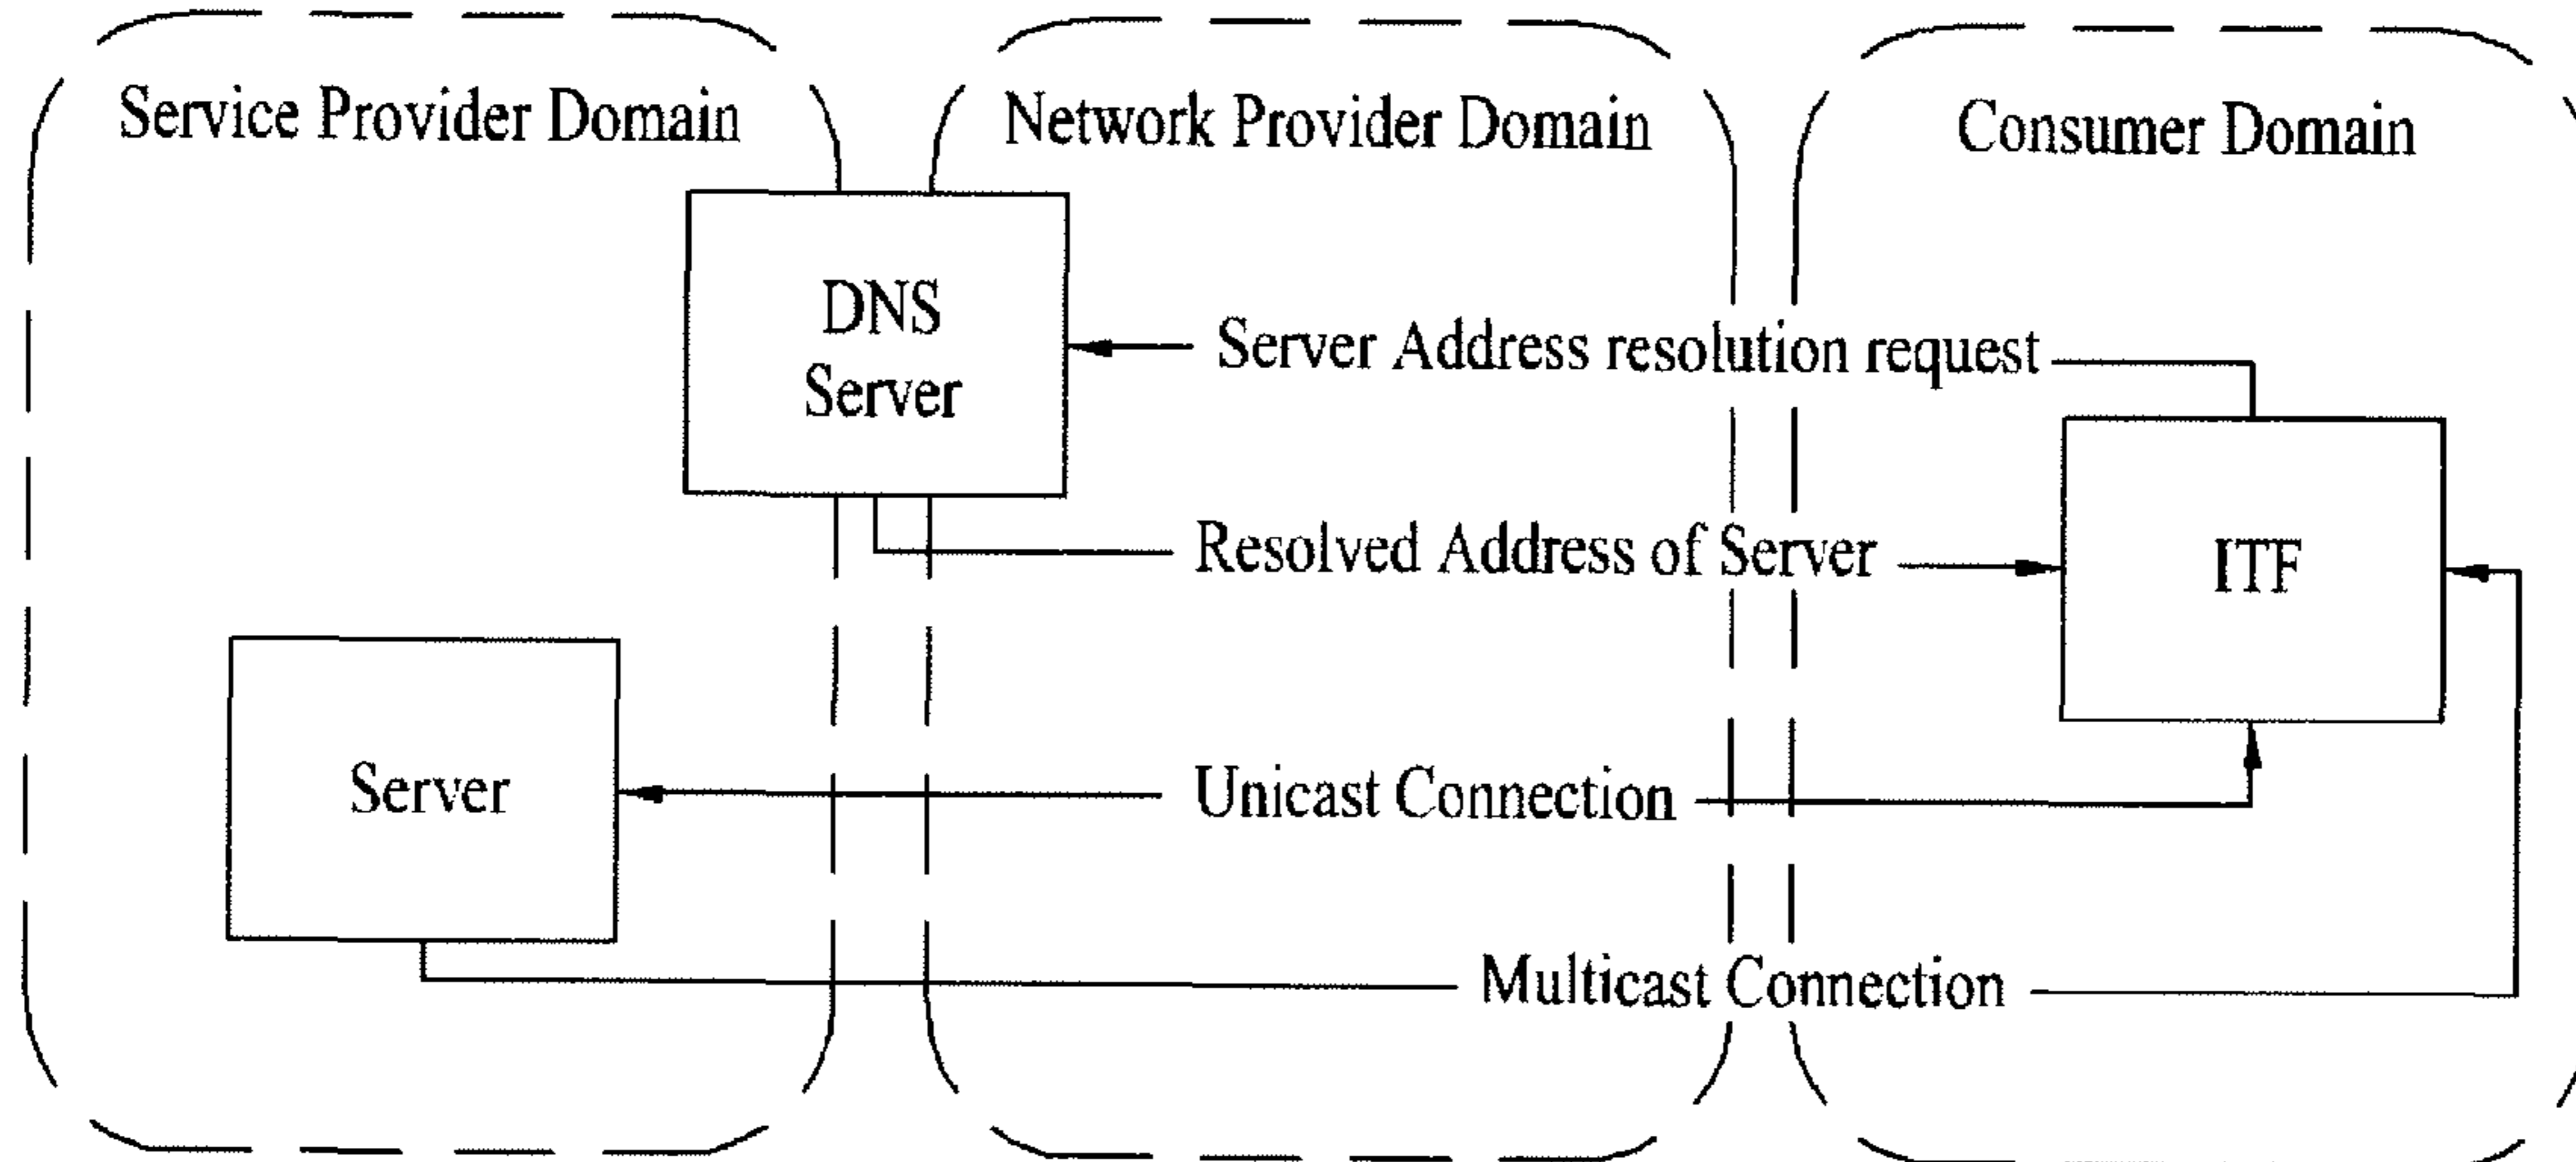 Service Provider Domain
Network Provider Domain
Consumer Domain
DNS
Server
Server Address resolution request
Resolved Address of Server
ITF
Server
Unicast Connection
Multicast Connection